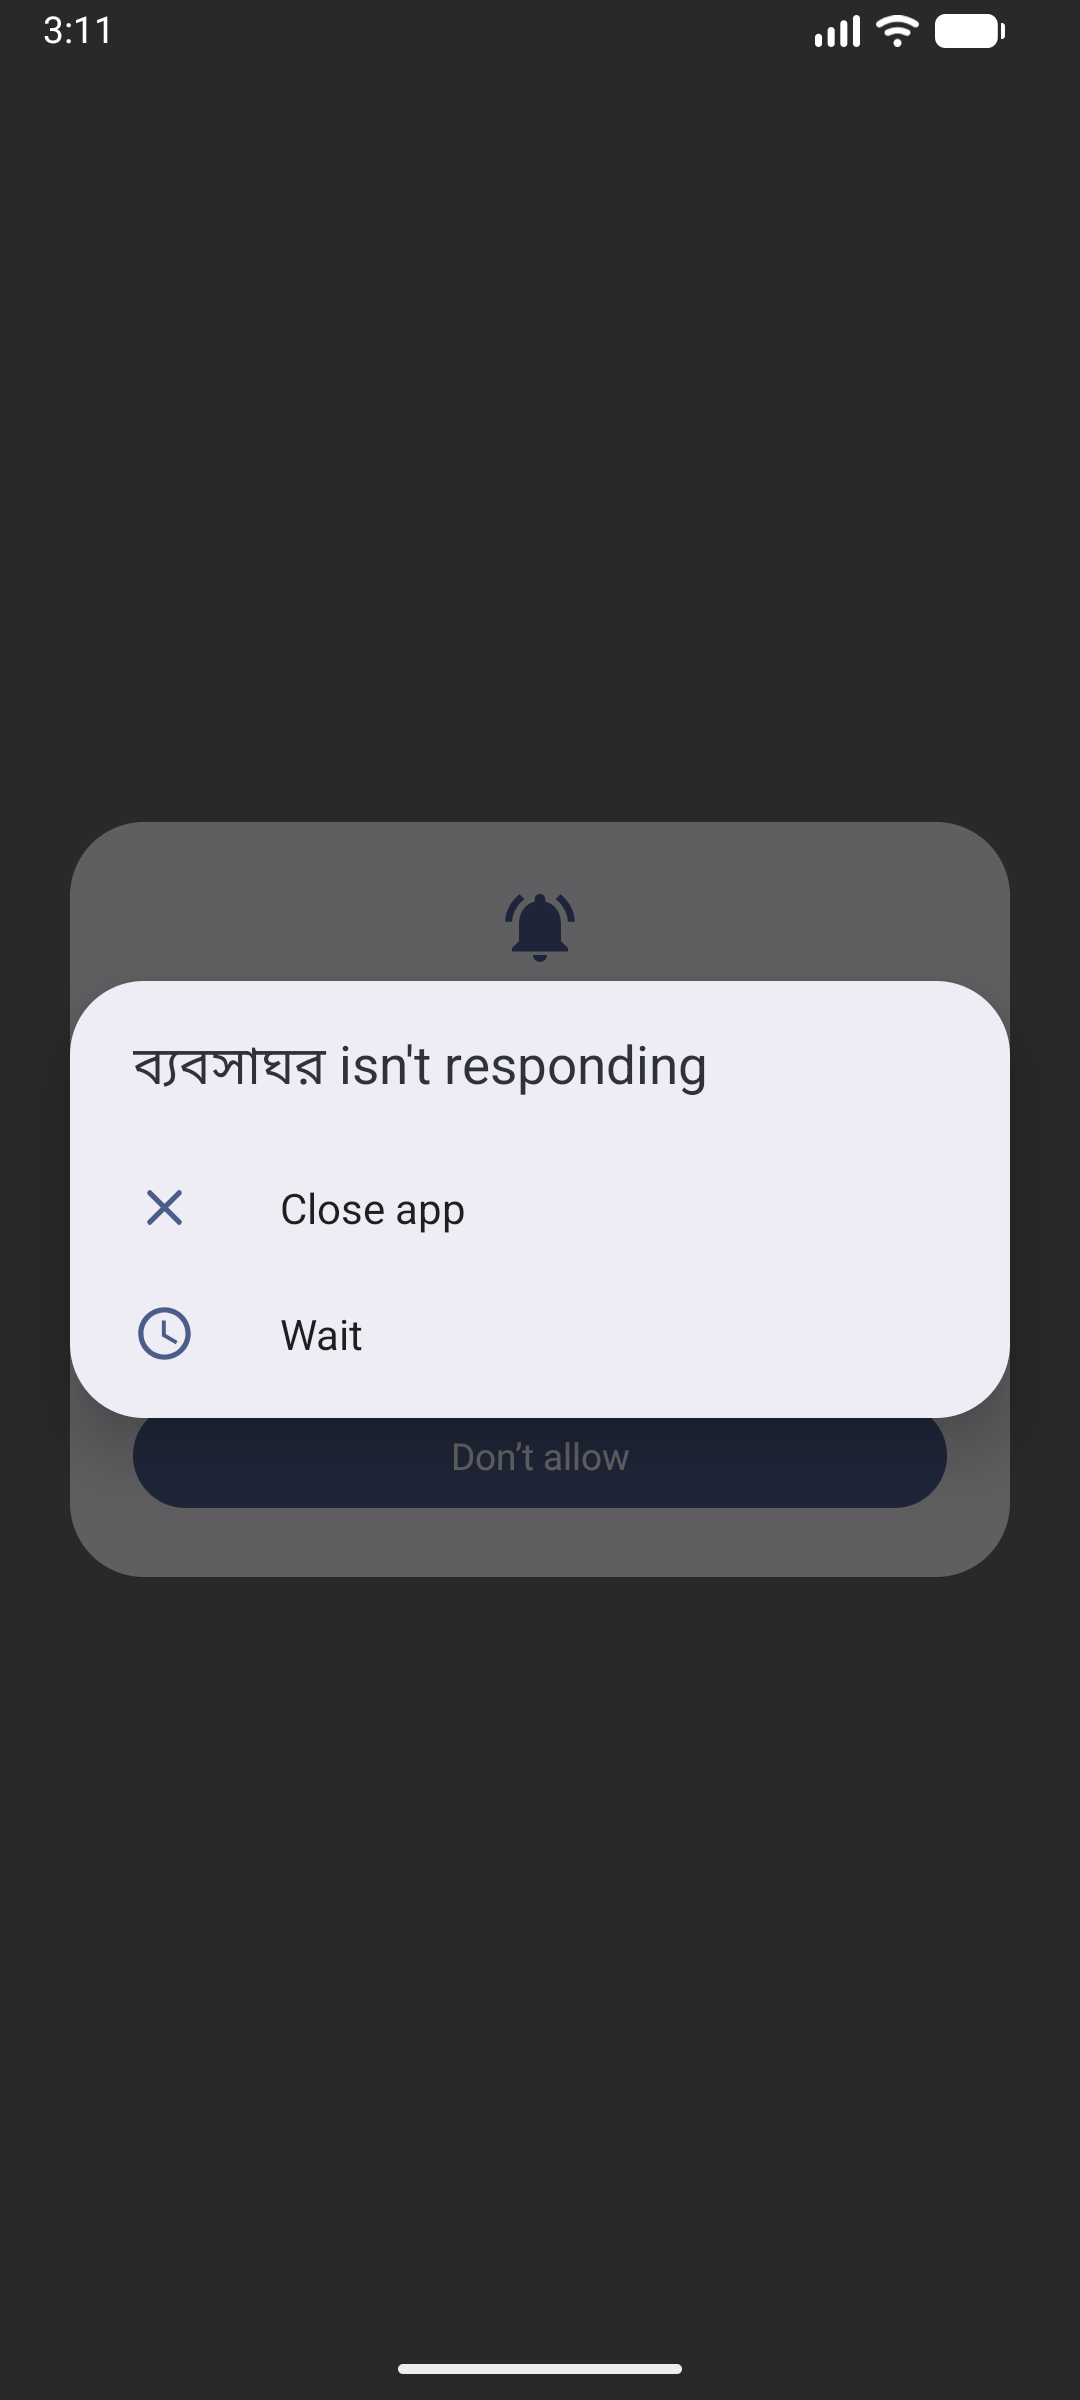 3:11
ব্যবসাঘর isn't responding
Close app
Wait
Don’t allow